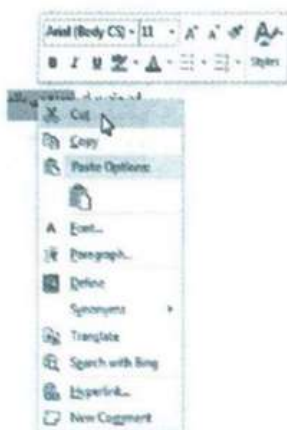 Arial (Body CS) 11 A A A
B I U A Styles
Cut
Copy
Paste Options:
A Font...
Paragraph...
Define
Synonyms
Translate
Search with Bing
Hyperlink...
New Comment